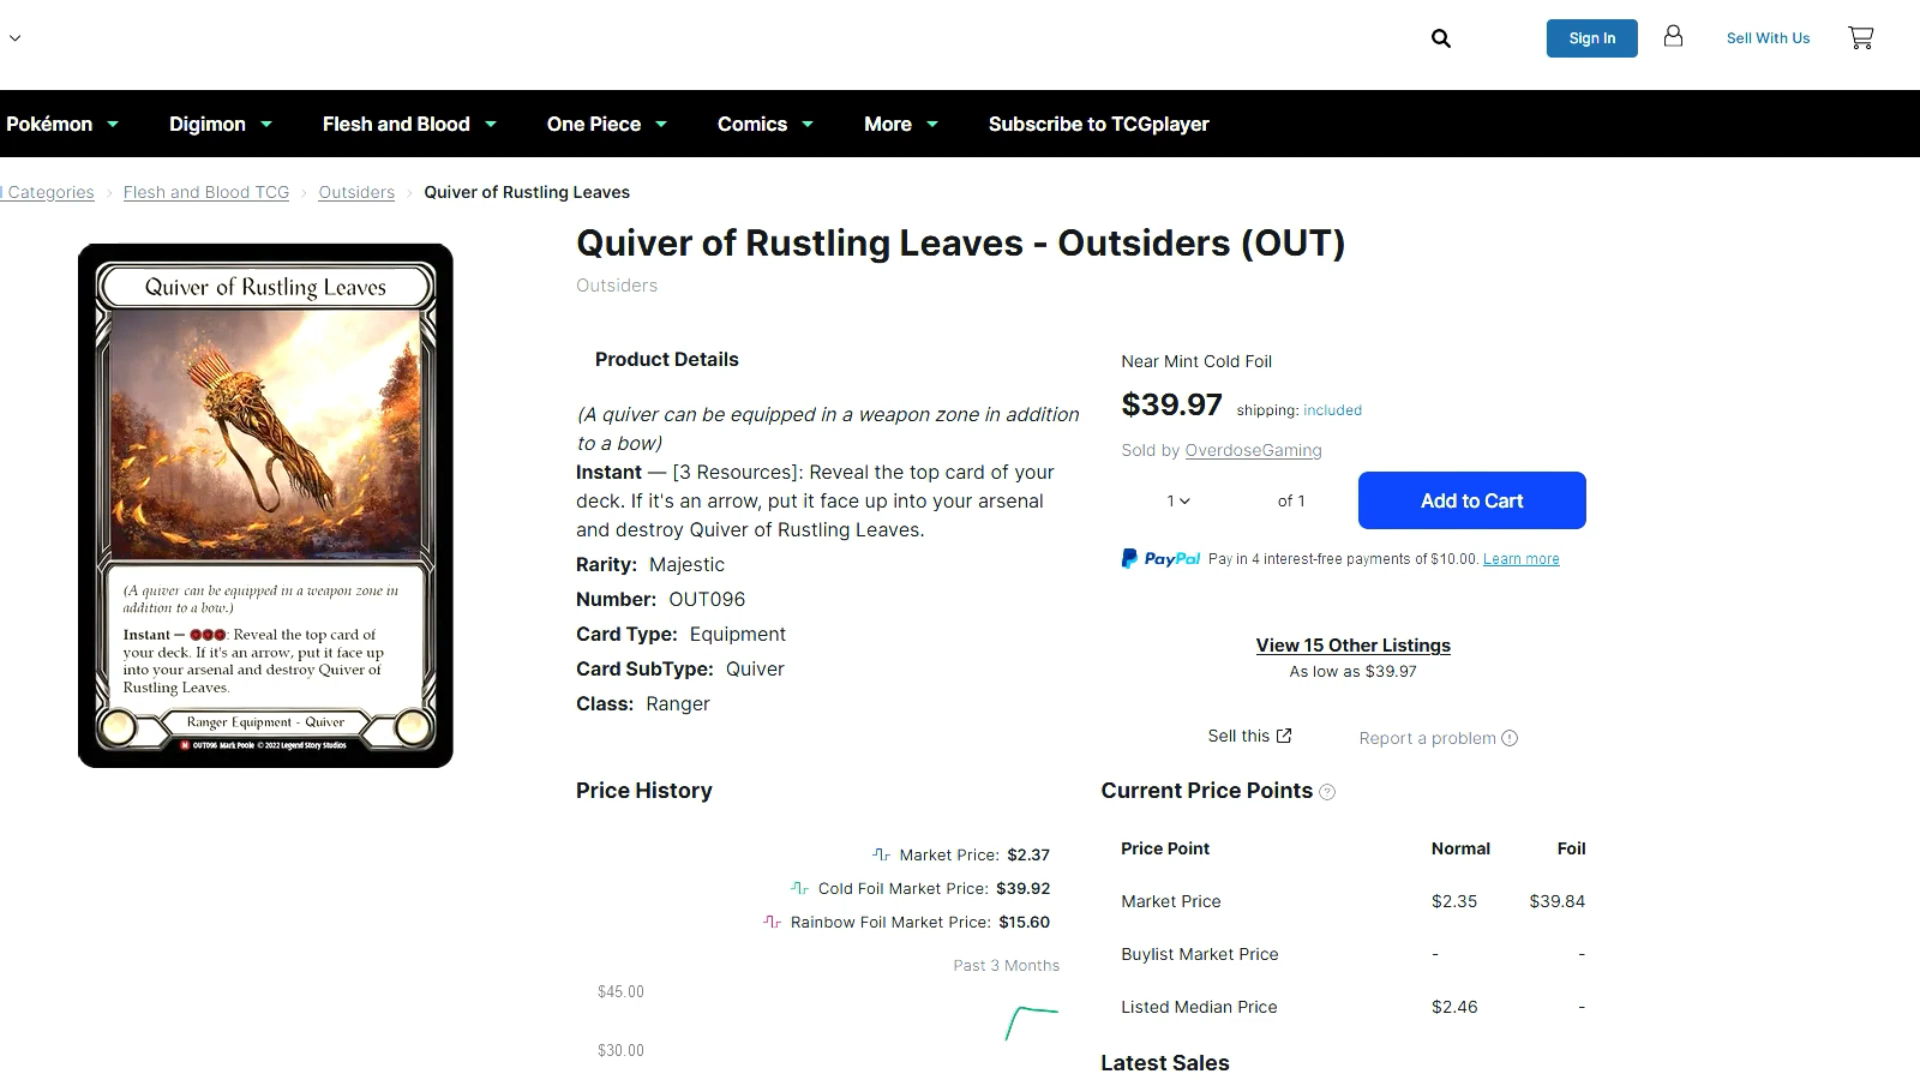 Sign In
Sell With Us
Pokémon
Digimon
Flesh and Blood
One Piece
Comics
More
Subscribe to TCGplayer
l Categories > Flesh and Blood TCG > Outsiders > Quiver of Rustling Leaves
Quiver of Rustling Leaves
(A quiver can be equipped in a weapon zone in
addition to a bow.)
Instant — : Reveal the top card of
your deck. If it's an arrow, put it face up
into your arsenal and destroy Quiver of
Rustling Leaves.
Ranger Equipment - Quiver
M OUT096 Mark Poole © 2022 Legend Story Studios
Quiver of Rustling Leaves - Outsiders (OUT)
Outsiders
Product Details
(A quiver can be equipped in a weapon zone in addition
to a bow)
Instant — [3 Resources]: Reveal the top card of your
deck. If it's an arrow, put it face up into your arsenal
and destroy Quiver of Rustling Leaves.
Rarity: Majestic
Number: OUT096
Card Type: Equipment
Card SubType: Quiver
Class: Ranger
Near Mint Cold Foil
$39.97 shipping: included
Sold by OverdoseGaming
1 of 1
Add to Cart
PayPal Pay in 4 interest-free payments of $10.00. Learn more
View 15 Other Listings
As low as $39.97
Sell this
Report a problem
Price History
Market Price: $2.37
Cold Foil Market Price: $39.92
Rainbow Foil Market Price: $15.60
Past 3 Months
$45.00
$30.00
Current Price Points ?
Price Point Normal Foil
Market Price $2.35 $39.84
Buylist Market Price - -
Listed Median Price $2.46 -
Latest Sales